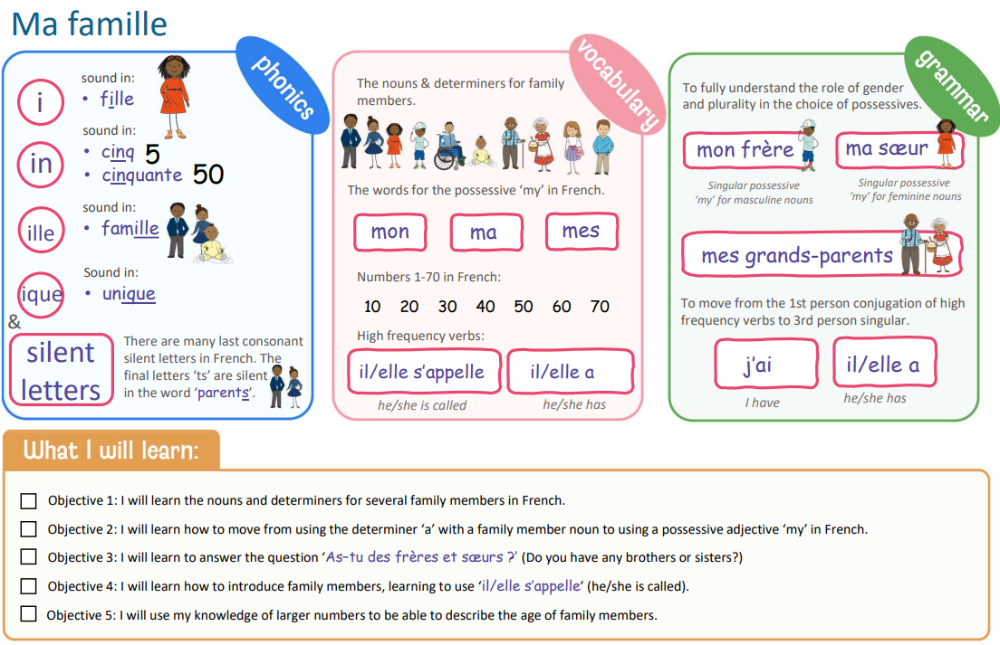 Ma famille
phonics
i
sound in:
• fille
in
sound in:
• cinq 5
• cinquante 50
ille
sound in:
• famille
ique
Sound in:
• unique
&
silent
letters
There are many last consonant
silent letters in French. The
final letters ‘ts’ are silent
in the word ‘parents’.
vocabulary
The nouns & determiners for family
members.
The words for the possessive ‘my’ in French.
mon ma mes
Numbers 1-70 in French:
10 20 30 40 50 60 70
High frequency verbs:
il/elle s’appelle il/elle a
he/she is called he/she has
grammar
To fully understand the role of gender
and plurality in the choice of possessives.
mon frère ma sœur
Singular possessive
‘my’ for masculine nouns
Singular possessive
‘my’ for feminine nouns
mes grands-parents
To move from the 1st person conjugation of high
frequency verbs to 3rd person singular.
j’ai il/elle a
I have he/she has
What I will learn:
Objective 1: I will learn the nouns and determiners for several family members in French.
Objective 2: I will learn how to move from using the determiner ‘a’ with a family member noun to using a possessive adjective ‘my’ in French.
Objective 3: I will learn to answer the question ‘As-tu des frères et sœurs ?’ (Do you have any brothers or sisters?)
Objective 4: I will learn how to introduce family members, learning to use ‘il/elle s’appelle’ (he/she is called).
Objective 5: I will use my knowledge of larger numbers to be able to describe the age of family members.